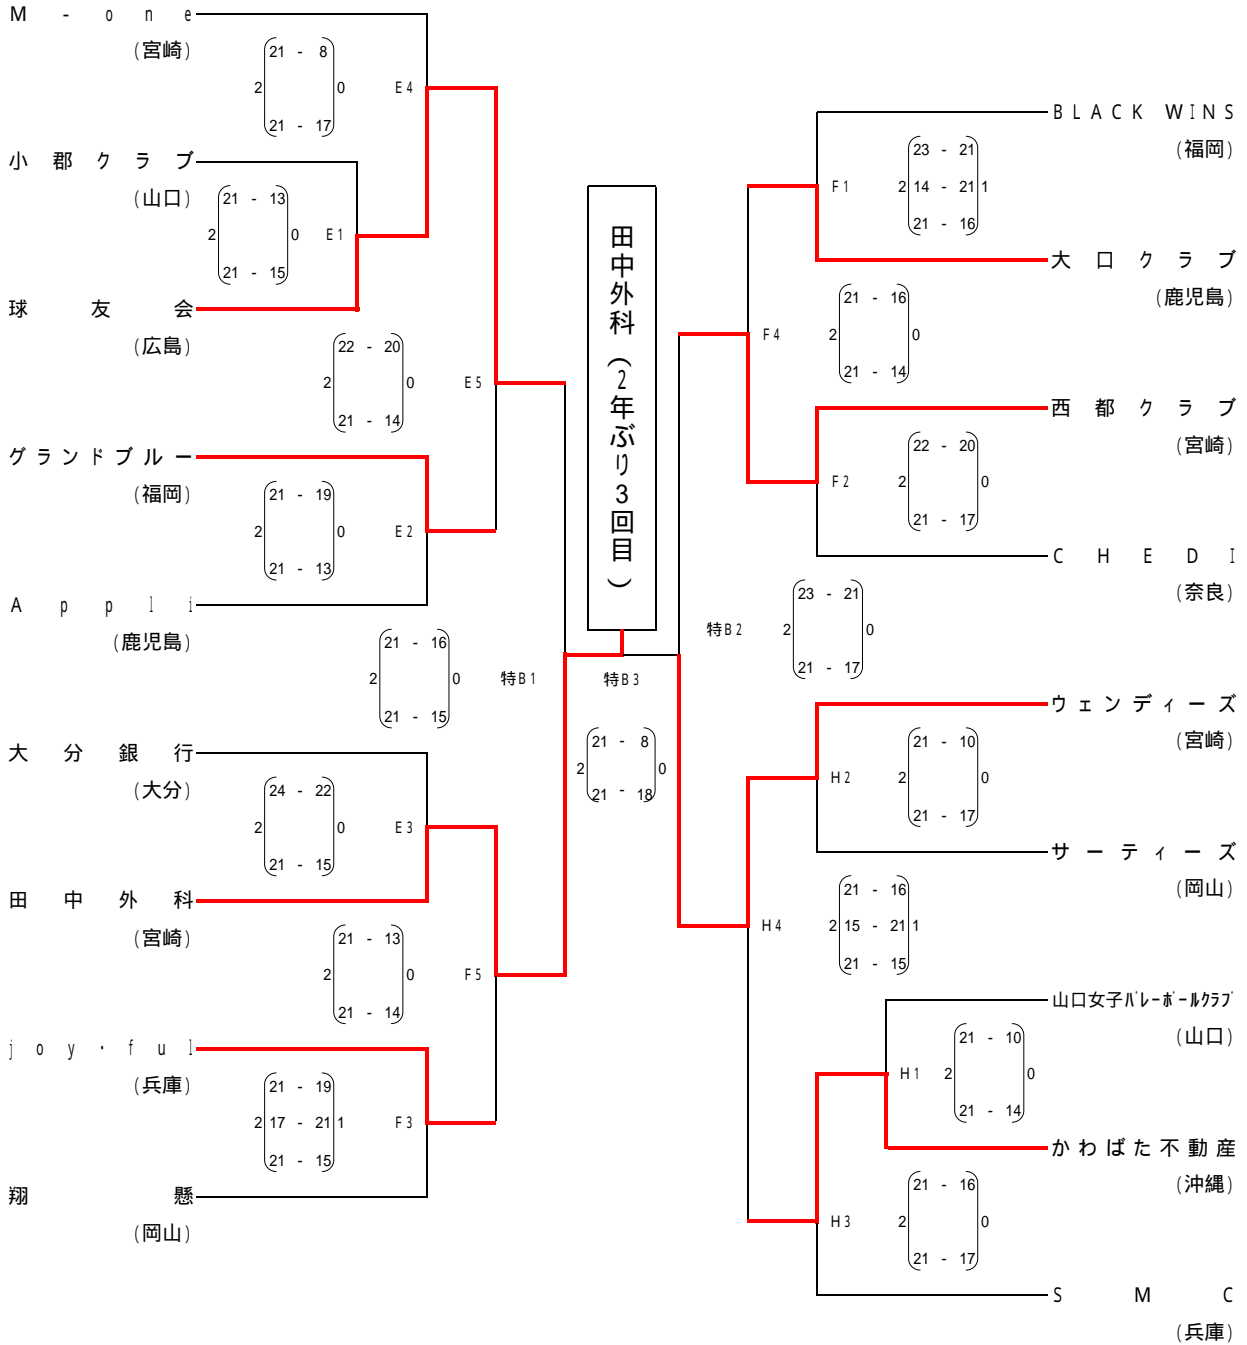 M-one
(宮崎)
21 - 8
2 0 E4
21 - 17
小郡クラブ
(山口)
21 - 13
2 0 E1
21 - 15
球友会
(広島)
22 - 20
2 0 E5
21 - 14
グランドブルー
(福岡)
21 - 19
2 0 E2
21 - 13
Appli
(鹿児島)
21 - 16
2 0 特B1
21 - 15
大分銀行
(大分)
24 - 22
2 0 E3
21 - 15
田中外科
(宮崎)
21 - 13
2 0 F5
21 - 14
joy・ful
(兵庫)
21 - 19
2 17 - 21 1 F3
21 - 15
翔懸
(岡山)
田中外科(2年ぶり3回目)
特B3
21 - 8
2 0
21 - 18
BLACK WINS
(福岡)
23 - 21
F1 2 14 - 21 1
21 - 16
大口クラブ
(鹿児島)
21 - 16
F4 2 0
21 - 14
西都クラブ
(宮崎)
22 - 20
F2 2 0
21 - 17
CHEDI
(奈良)
23 - 21
特B2 2 0
21 - 17
ウェンディーズ
(宮崎)
21 - 10
H2 2 0
21 - 17
サーティーズ
(岡山)
21 - 16
H4 2 15 - 21 1
21 - 15
山口女子バレーボールクラブ
(山口)
21 - 10
H1 2 0
21 - 14
かわばた不動産
(沖縄)
21 - 16
H3 2 0
21 - 17
SMC
(兵庫)